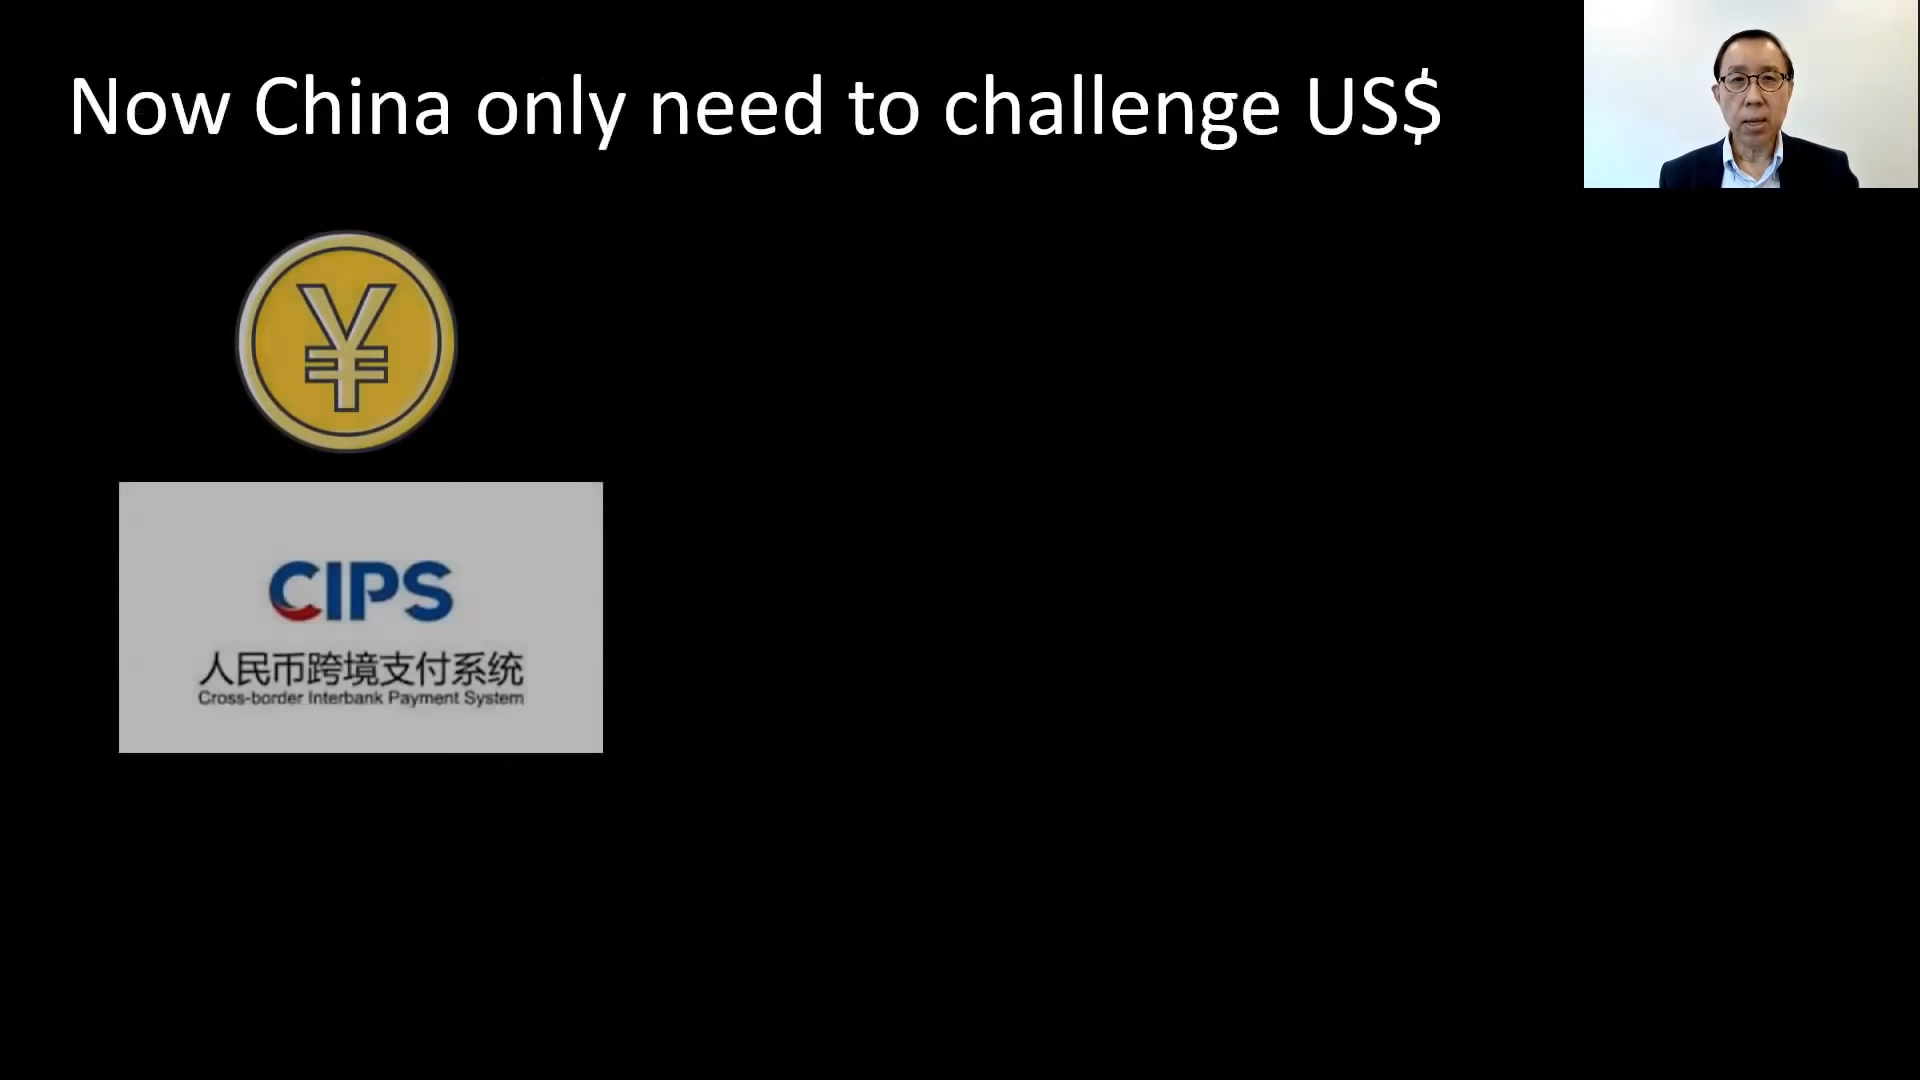 Now China only need to challenge US$
¥
CIPS
人民币跨境支付系统
Cross-border Interbank Payment System